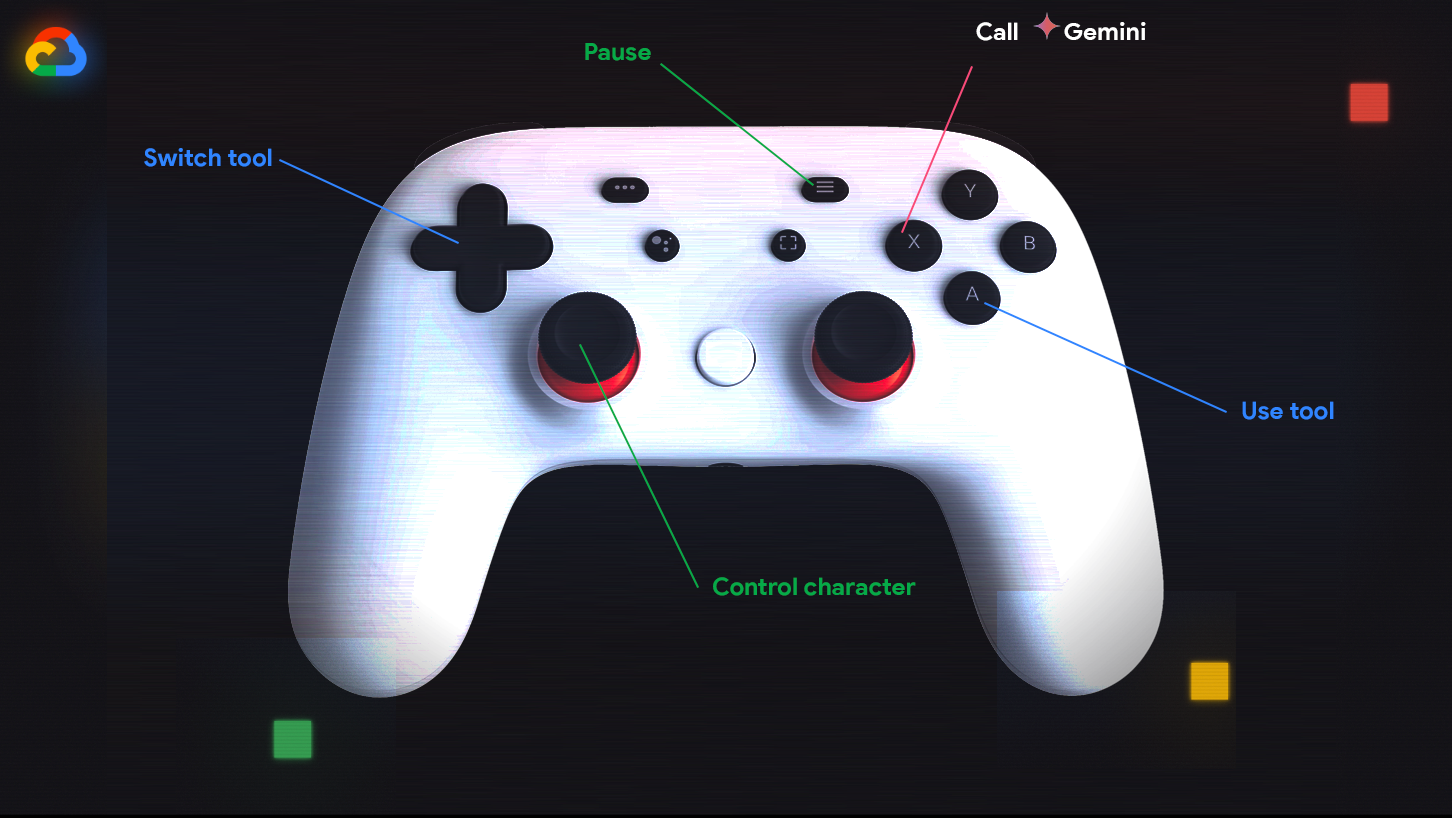 Call Gemini
Pause
Switch tool
Y
X
B
A
Use tool
Control character